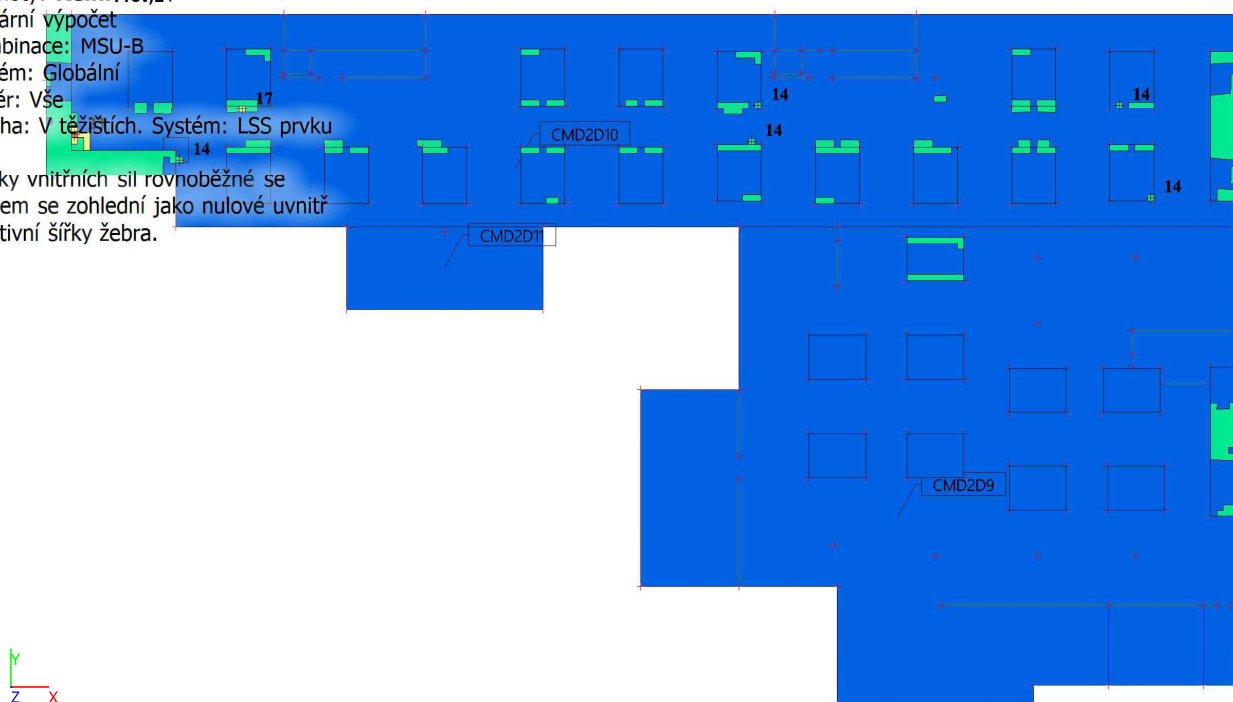 ární výpočet
binace: MSU-B
ém: Globální
ěr: Vše
ha: V těžištích. Systém: LSS prvku
ky vnitřních sil rovnoběžné se
em se zohlední jako nulové uvnitř
tivní šířky žebra.
17
14
14
14
14
14
CMD2D10
CMD2D11
CMD2D9
Y
Z X